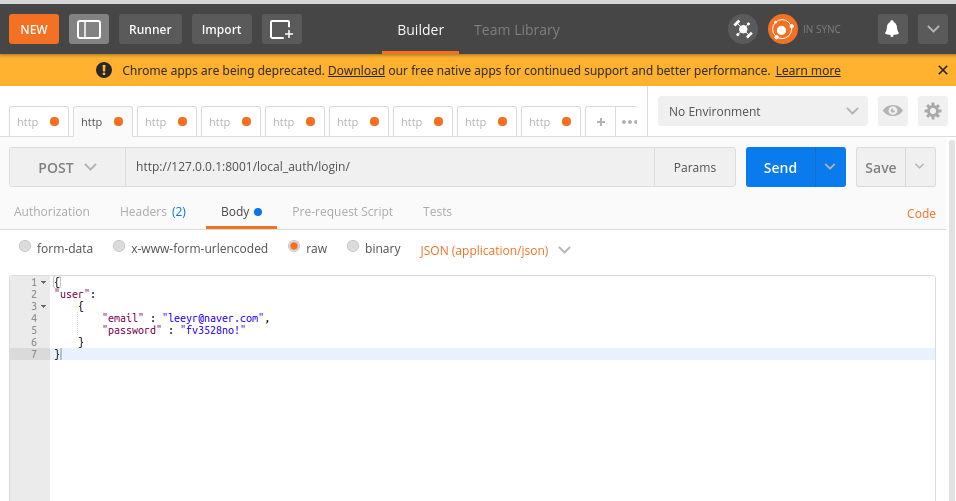 NEW Runner Import Builder Team Library IN SYNC
Chrome apps are being deprecated. Download our free native apps for continued support and better performance. Learn more
http http http http http http http http http + ••• No Environment
POST http://127.0.0.1:8001/local_auth/login/ Params Send Save
Authorization Headers (2) Body Pre-request Script Tests Code
form-data x-www-form-urlencoded raw binary JSON (application/json)
1 {
2 "user":
3 {
4 "email" : "leeyr@naver.com",
5 "password" : "fv3528no!"
6 }
7 }